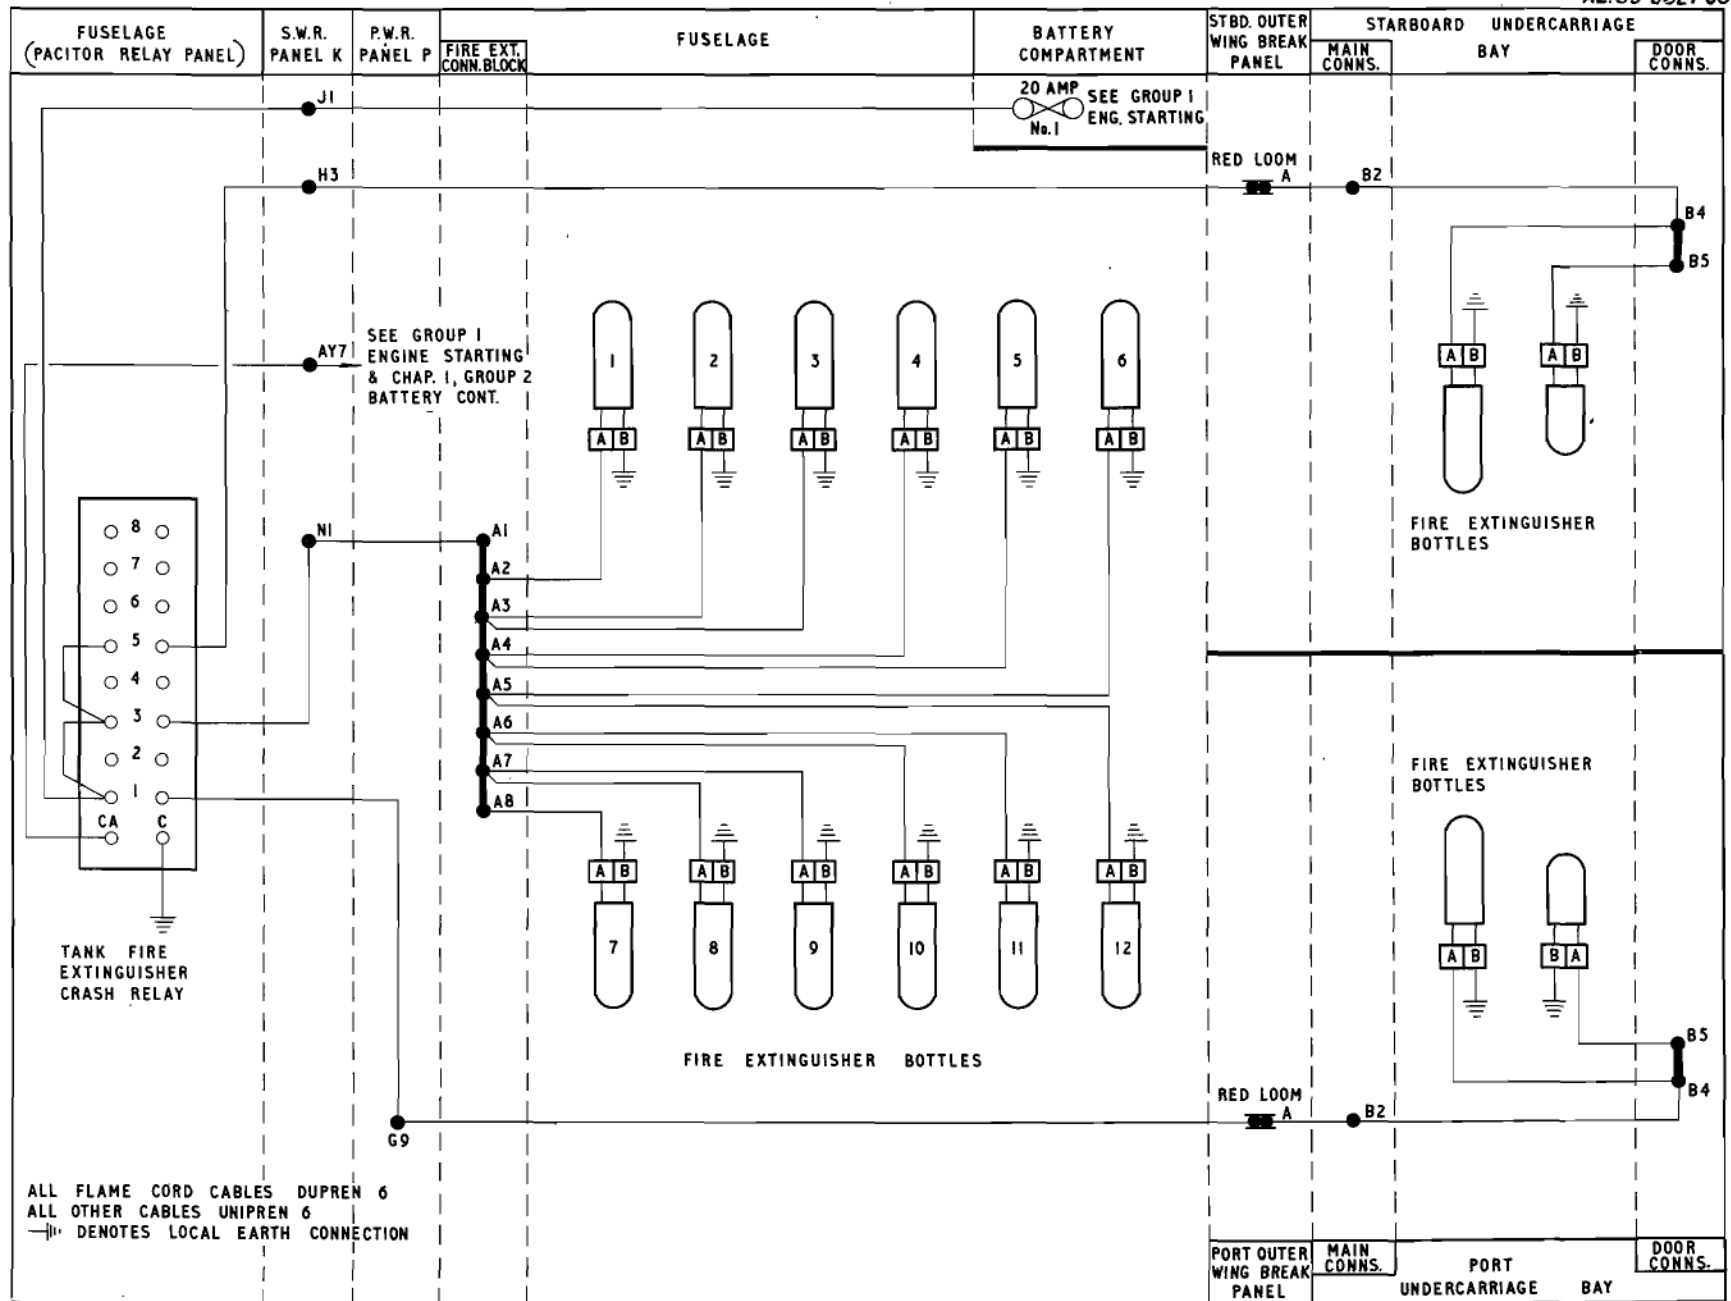 FUSELAGE
(PACITOR RELAY PANEL)
S.W.R.
PANEL K
P.W.R.
PANEL P
FIRE EXT.
CONN. BLOCK
FUSELAGE
BATTERY
COMPARTMENT
STBD. OUTER
WING BREAK
PANEL
STARBOARD UNDERCARRIAGE
BAY
MAIN
CONNS.
DOOR
CONNS.
J1
20 AMP
No. 1
SEE GROUP 1
ENG. STARTING
H3
RED LOOM
A
B2
B4
B5
AY7
SEE GROUP 1
ENGINE STARTING
& CHAP. 1, GROUP 2
BATTERY CONT.
1
2
3
4
5
6
A B
A B
A B
A B
A B
A B
A B
A B
FIRE EXTINGUISHER
BOTTLES
8
7
6
5
4
3
2
1
CA C
TANK FIRE
EXTINGUISHER
CRASH RELAY
N1
A1
A2
A3
A4
A5
A6
A7
A8
A B
A B
A B
A B
A B
A B
7
8
9
10
11
12
FIRE EXTINGUISHER BOTTLES
FIRE EXTINGUISHER
BOTTLES
A B
B A
B5
B4
RED LOOM
A
B2
G9
ALL FLAME CORD CABLES DUPREN 6
ALL OTHER CABLES UNIPREN 6
DENOTES LOCAL EARTH CONNECTION
PORT OUTER
WING BREAK
PANEL
MAIN
CONNS.
PORT
UNDERCARRIAGE BAY
DOOR
CONNS.